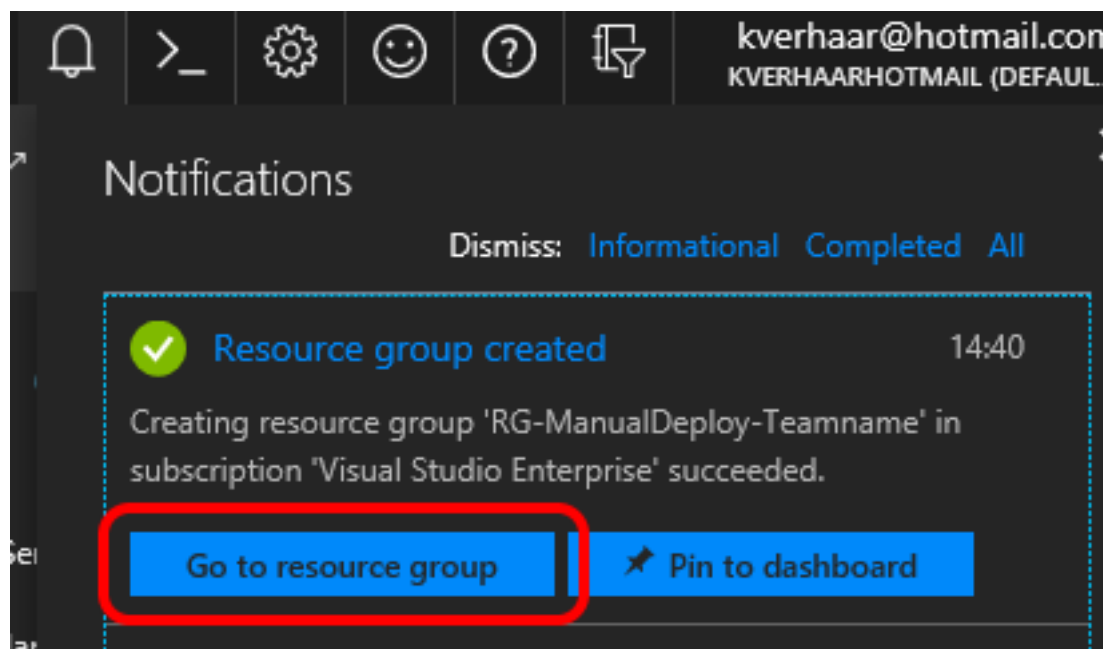 kverhaar@hotmail.com
KVERHAARHOTMAIL (DEFAUL...
Notifications
Dismiss: Informational Completed All
Resource group created 14:40
Creating resource group 'RG-ManualDeploy-Teamname' in
subscription 'Visual Studio Enterprise' succeeded.
Go to resource group Pin to dashboard